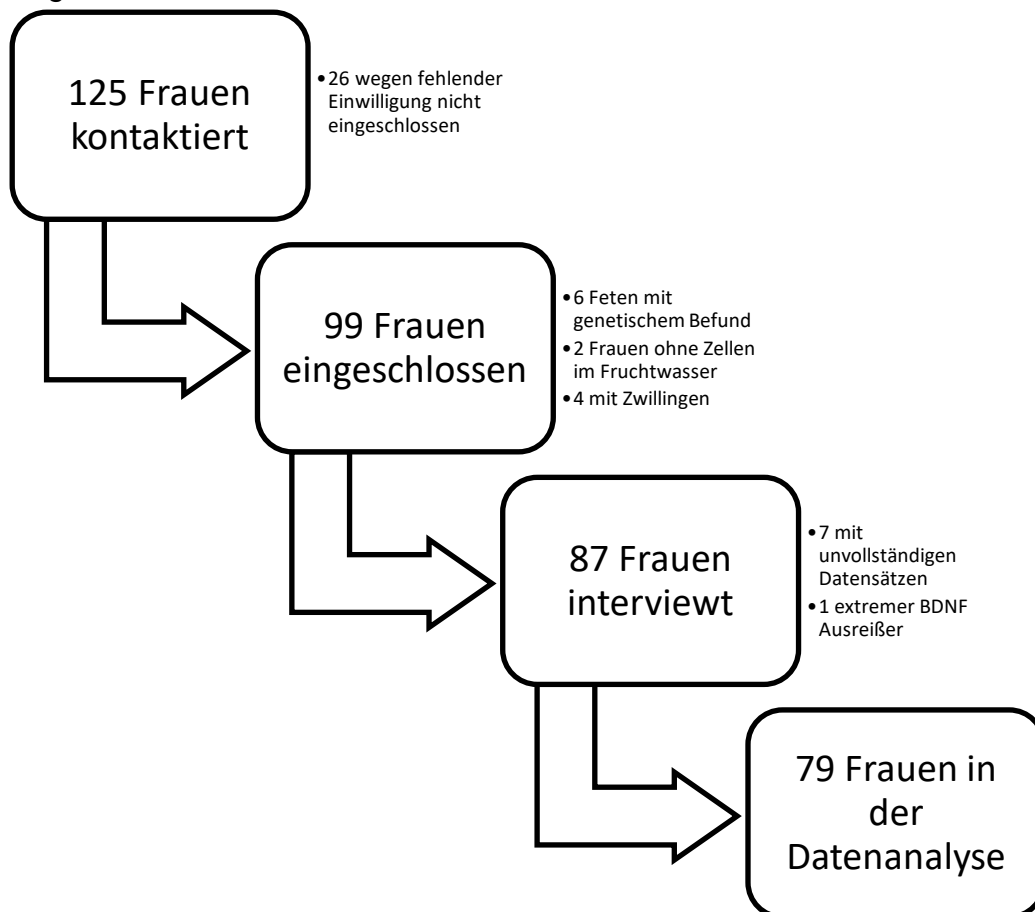 125 Frauen
kontaktiert
•26 wegen fehlender
Einwilligung nicht
eingeschlossen
99 Frauen
eingeschlossen
•6 Feten mit
genetischem Befund
•2 Frauen ohne Zellen
im Fruchtwasser
•4 mit Zwillingen
87 Frauen
interviewt
•7 mit
unvollständigen
Datensätzen
•1 extremer BDNF
Ausreißer
79 Frauen in
der
Datenanalyse